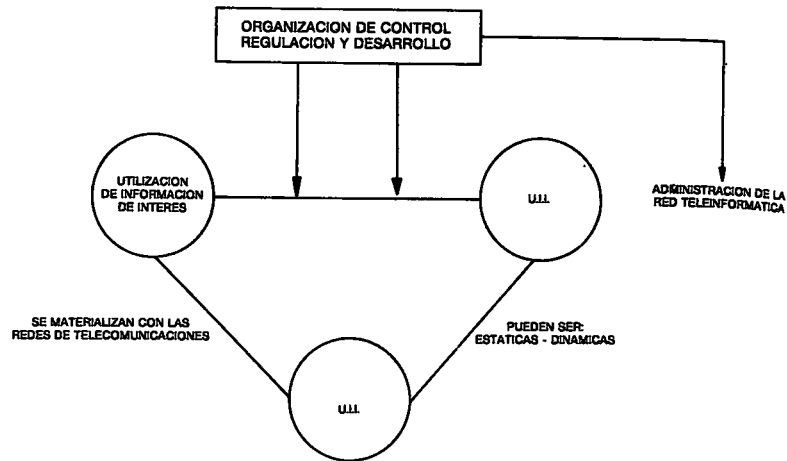 ORGANIZACION DE CONTROL
REGULACION Y DESARROLLO
UTILIZACION
DE INFORMACION
DE INTERES
U.I.I.
ADMINISTRACION DE LA
RED TELEINFORMATICA
SE MATERIALIZAN CON LAS
REDES DE TELECOMUNICACIONES
PUEDEN SER:
ESTATICAS - DINAMICAS
U.I.I.